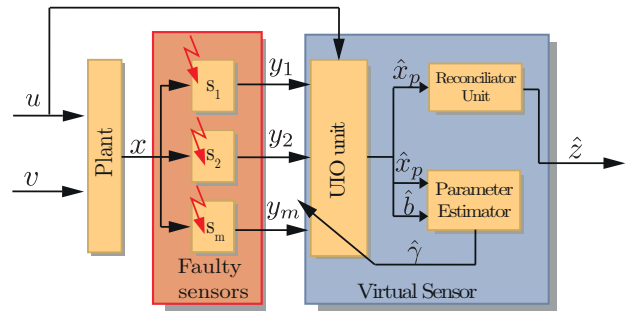 u
v
Plant
x
S1
S2
Sm
Faulty
sensors
y1
y2
ym
UIO unit
x̂p
Reconciliator
Unit
x̂p
b̂
Parameter
Estimator
γ̂
ẑ
Virtual Sensor